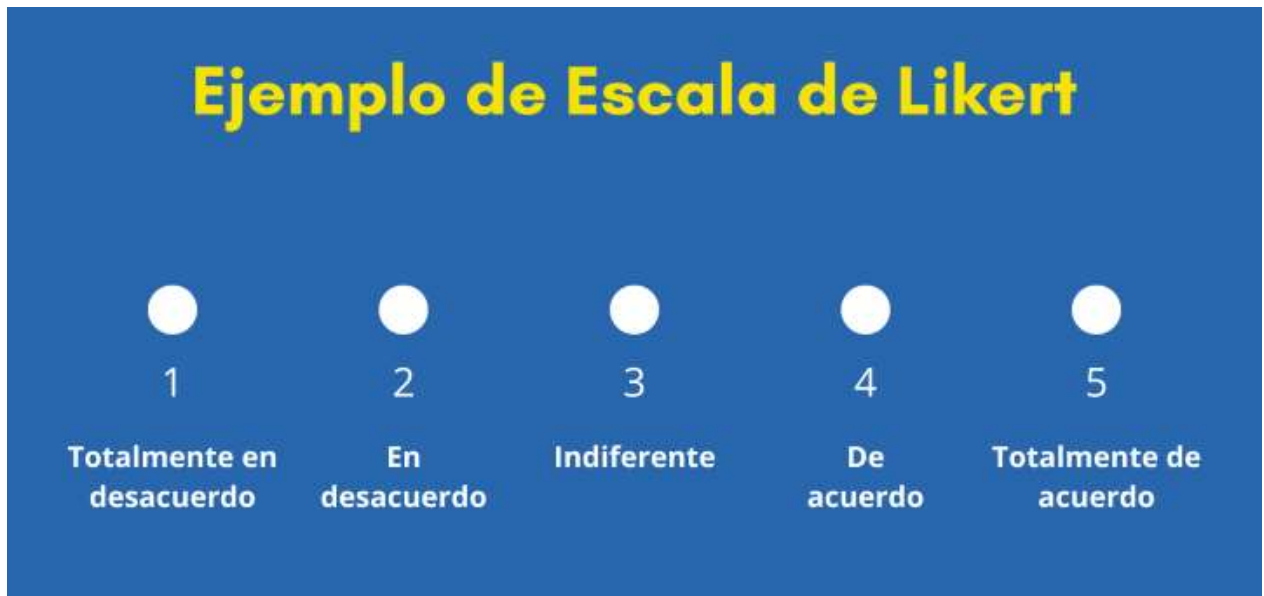 Ejemplo de Escala de Likert
1 2 3 4 5
Totalmente en En Indiferente De Totalmente de
desacuerdo desacuerdo acuerdo acuerdo